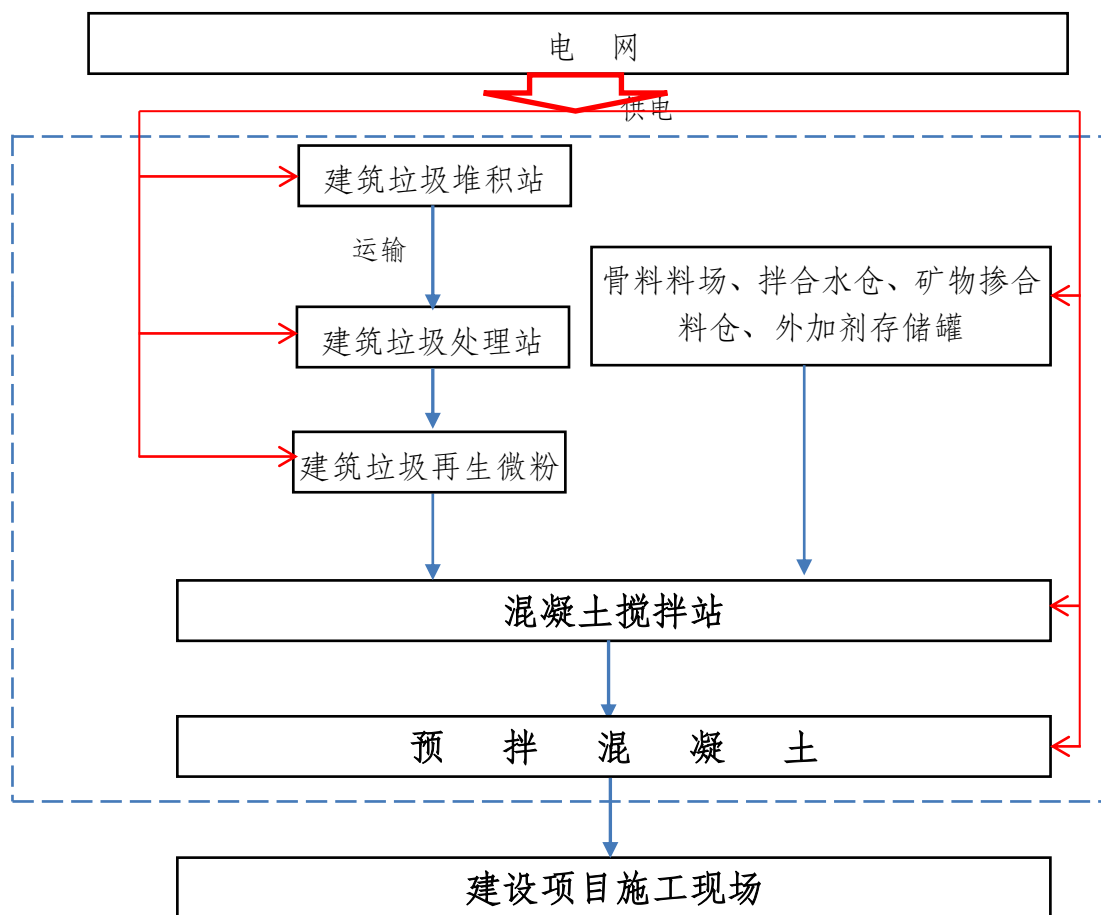 电 网
供电
建筑垃圾堆积站
运输
骨料料场、拌合水仓、矿物掺合
料仓、外加剂存储罐
建筑垃圾处理站
建筑垃圾再生微粉
混凝土搅拌站
预 拌 混 凝 土
建设项目施工现场